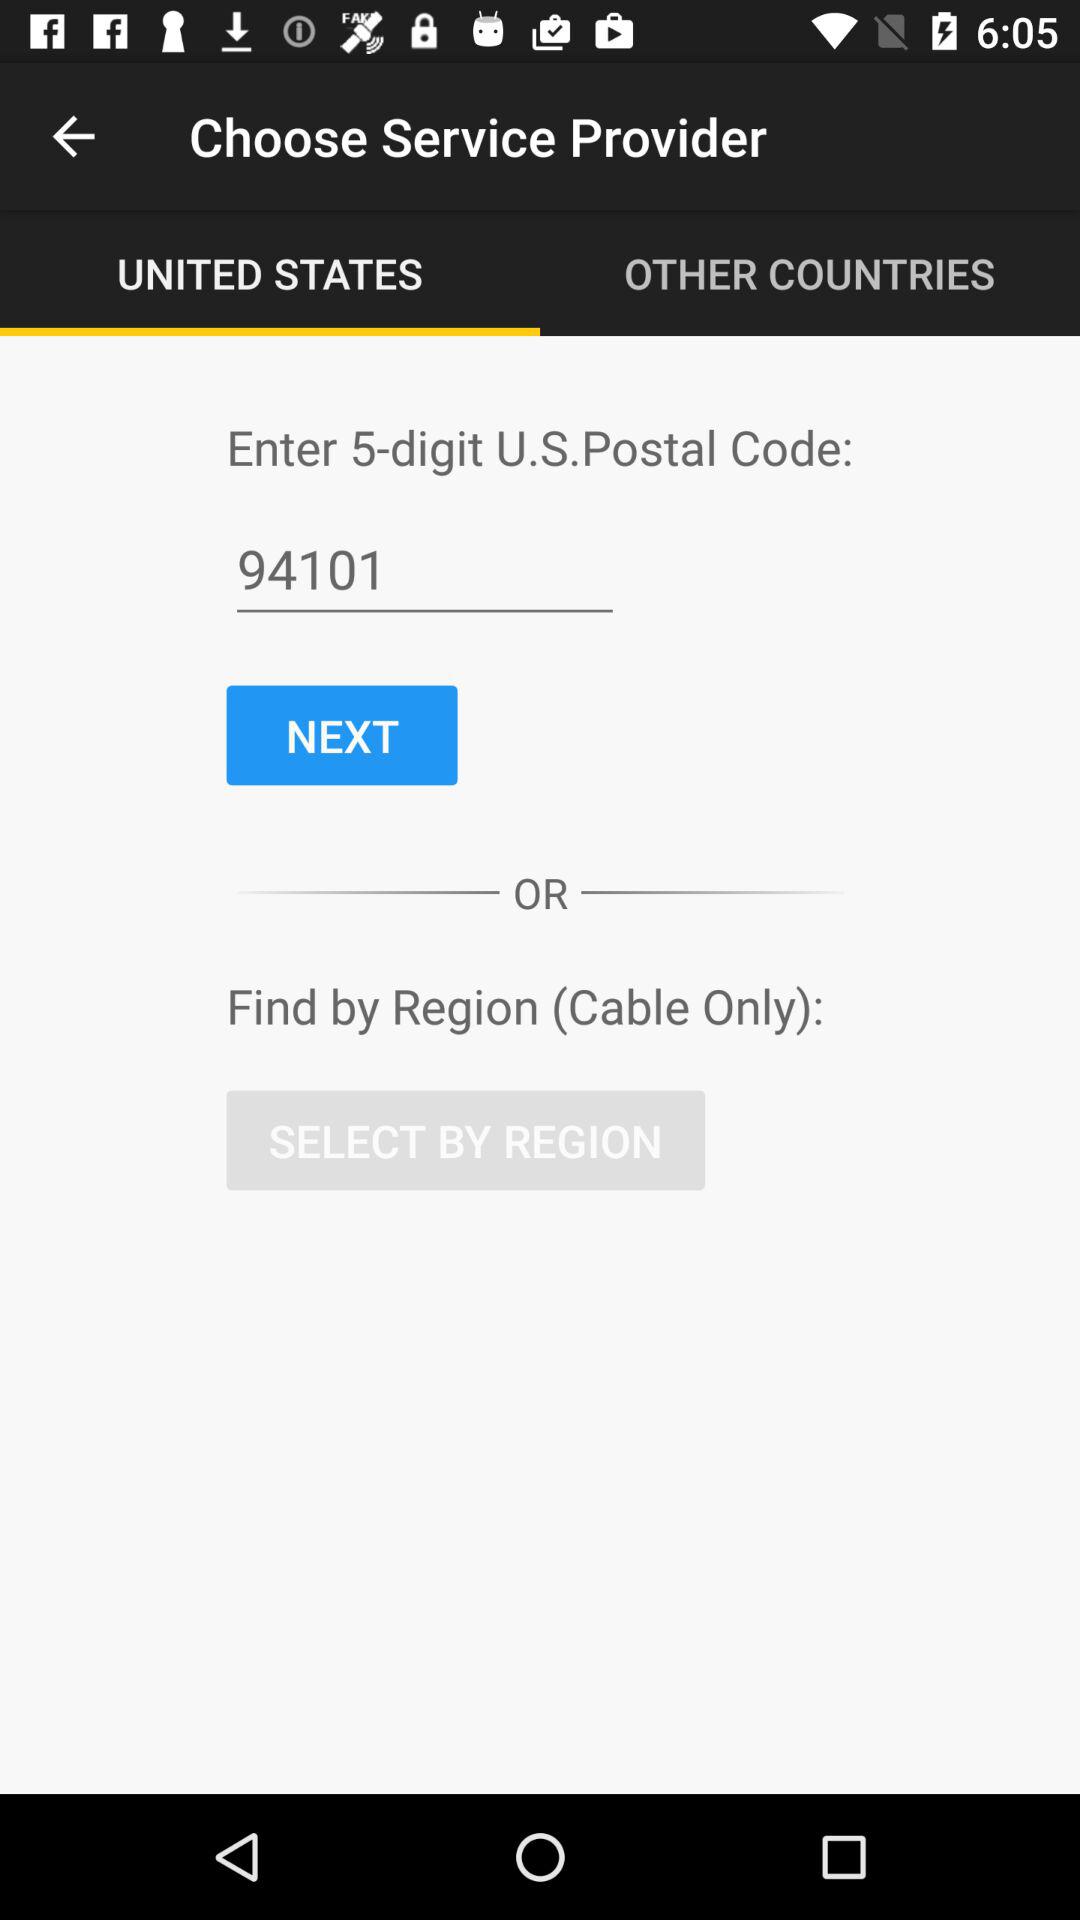 FAKE
6:05
Choose Service Provider
UNITED STATES
OTHER COUNTRIES
Enter 5-digit U.S.Postal Code:
94101
NEXT
OR
Find by Region (Cable Only):
SELECT BY REGION